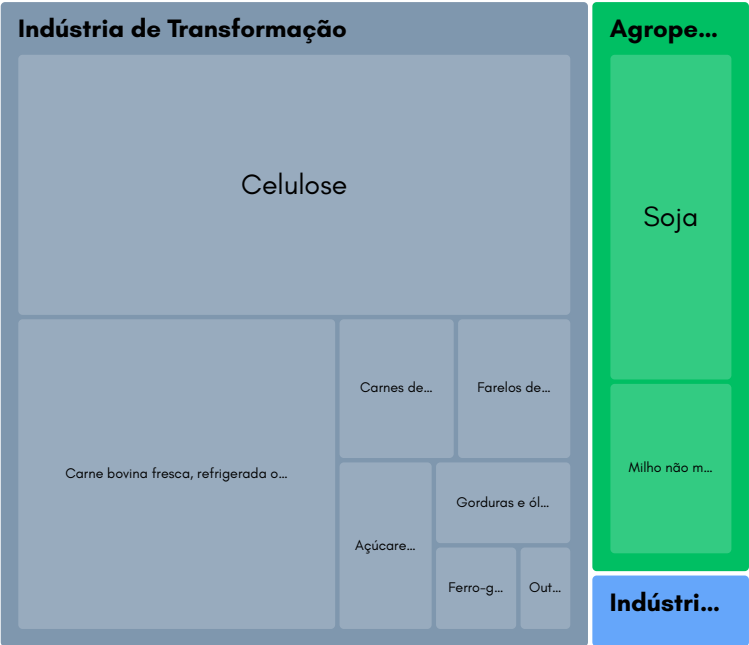 Indústria de Transformação
Celulose
Carne bovina fresca, refrigerada o...
Carnes de...
Farelos de...
Açúcare...
Gorduras e ól...
Ferro-g...
Out...
Agrope...
Soja
Milho não m...
Indústri...